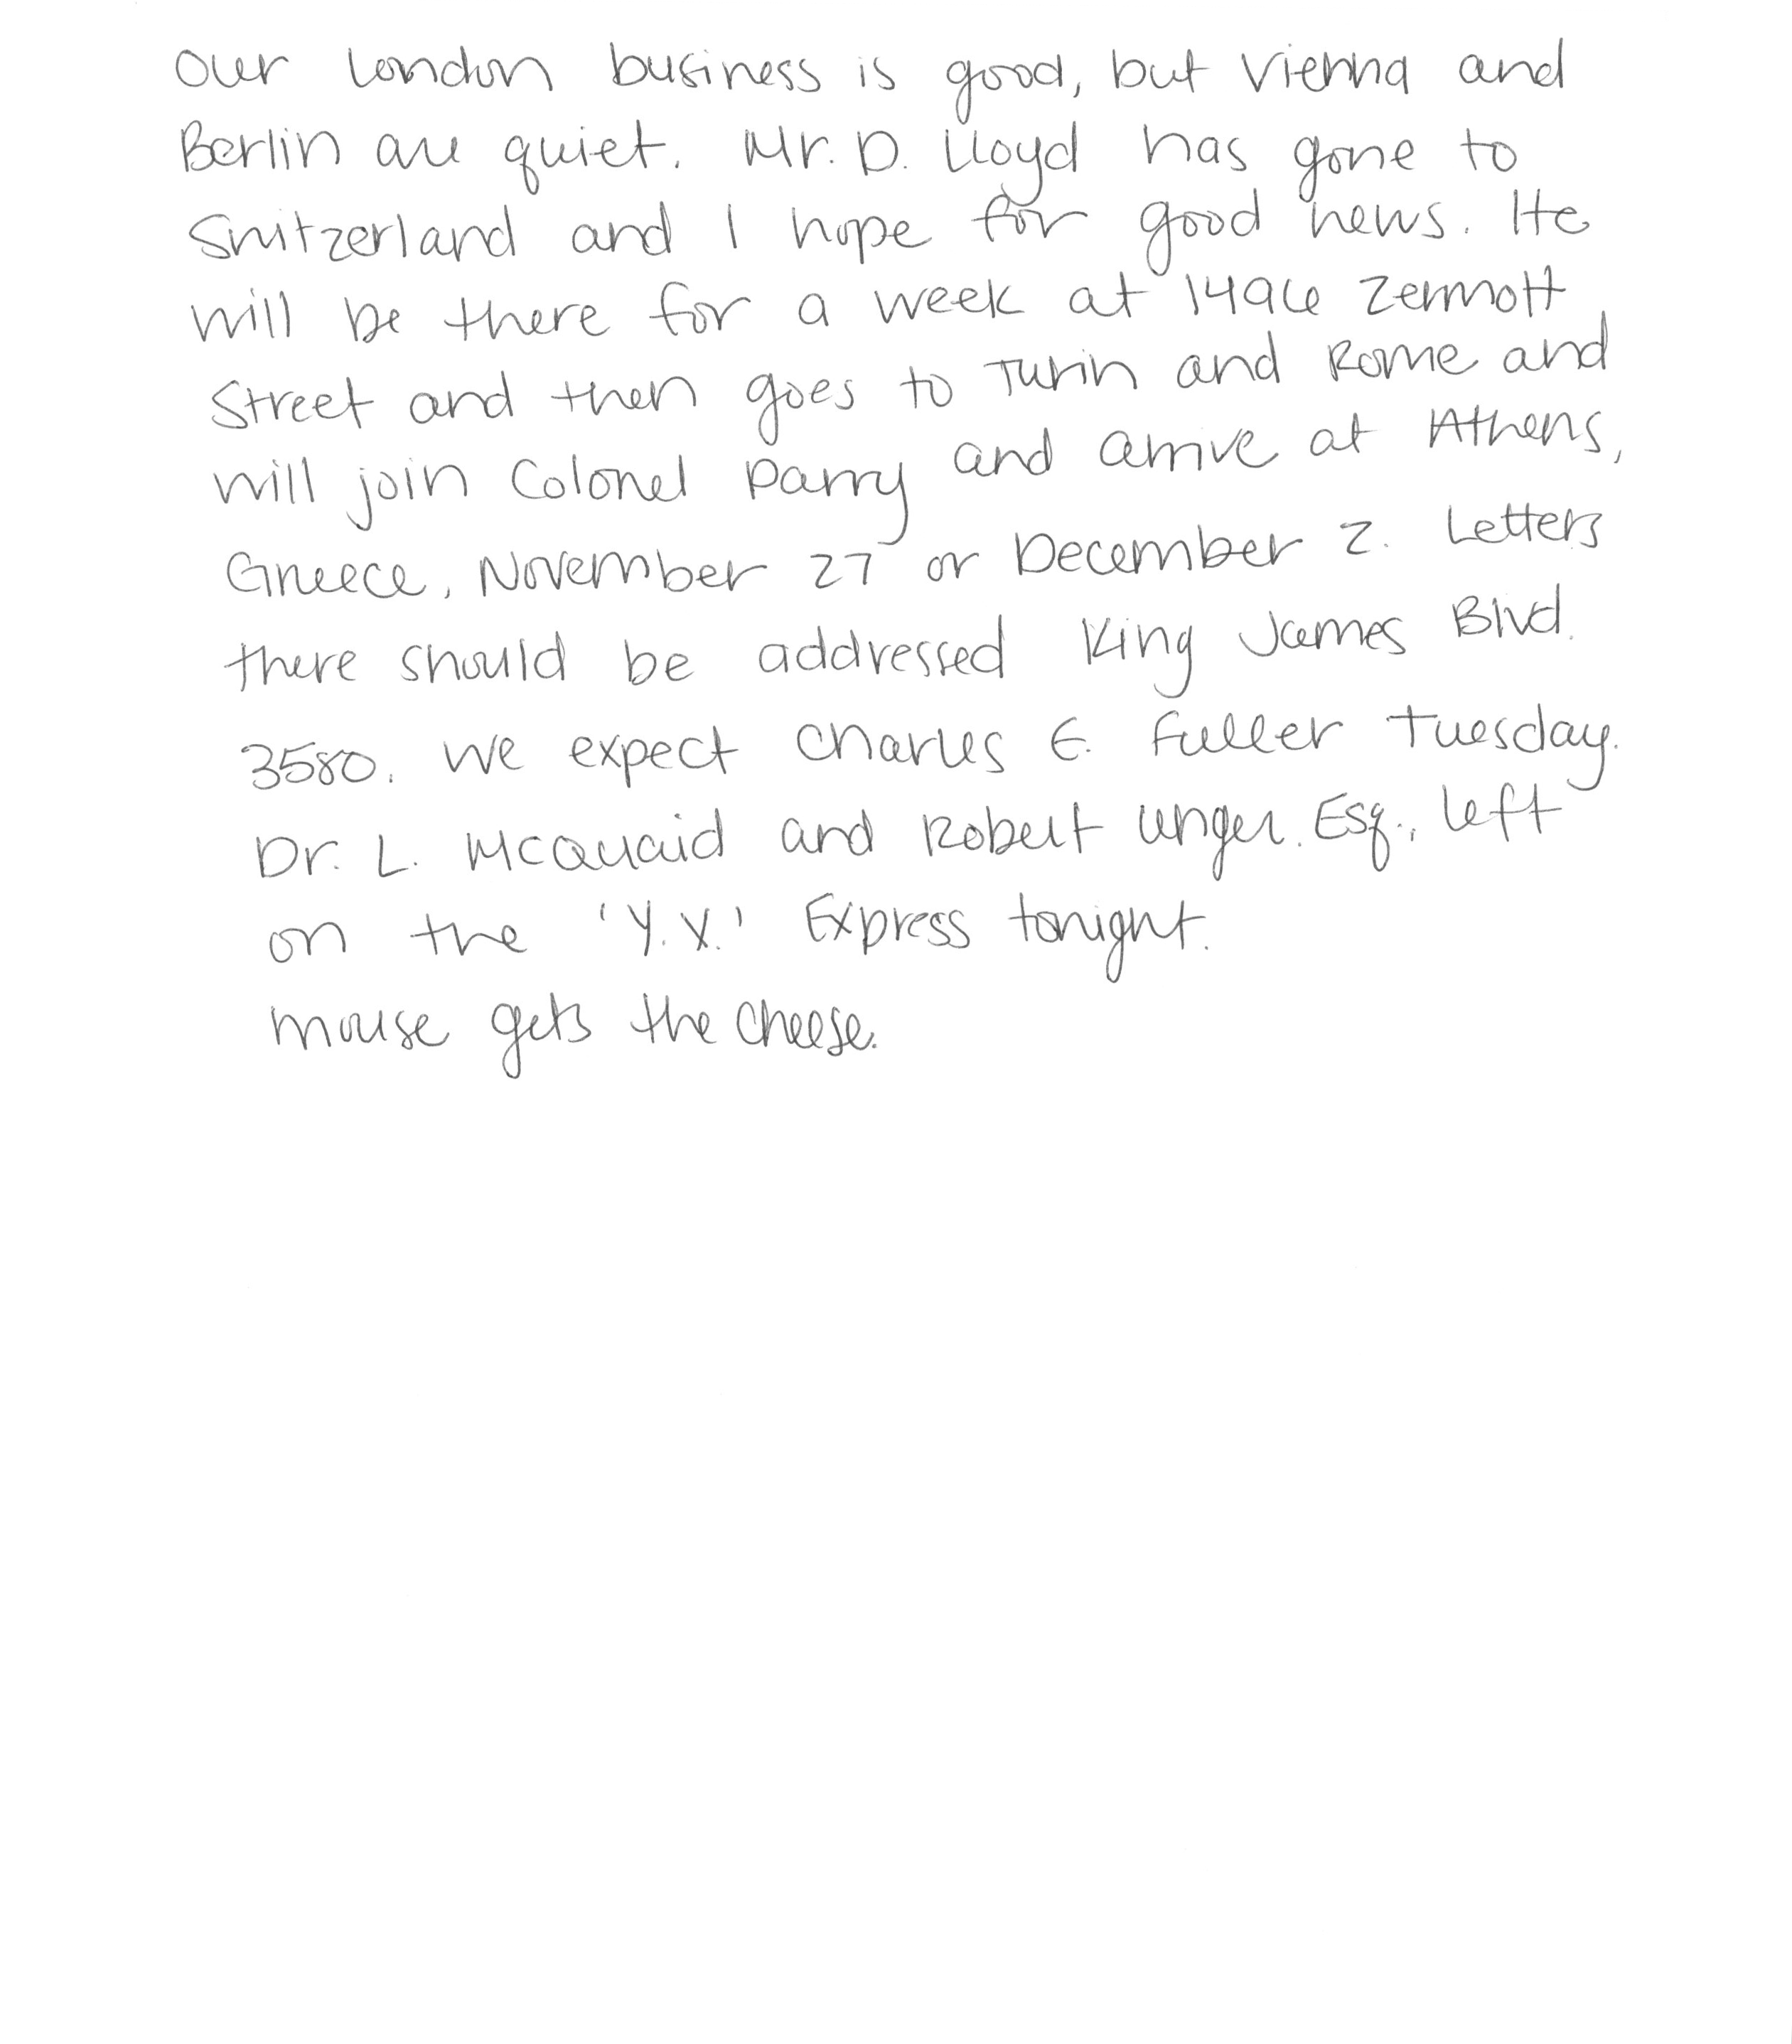 Our London business is good, but Vienna and
Berlin are quiet. Mr. D. Lloyd has gone to
Switzerland and I hope for good news. He
will be there for a week at 1496 Zermott
Street and then goes to Turin and Rome and
will join Colonel Parry and arrive at Athens,
Greece, November 27 or December 2. Letters
there should be addressed King James Blvd.
3580. We expect Charles E. Fuller Tuesday.
Dr. L. McQuaid and Robert Unger. Esq., left
on the 'Y.X.' Express tonight.
mouse gets the cheese.